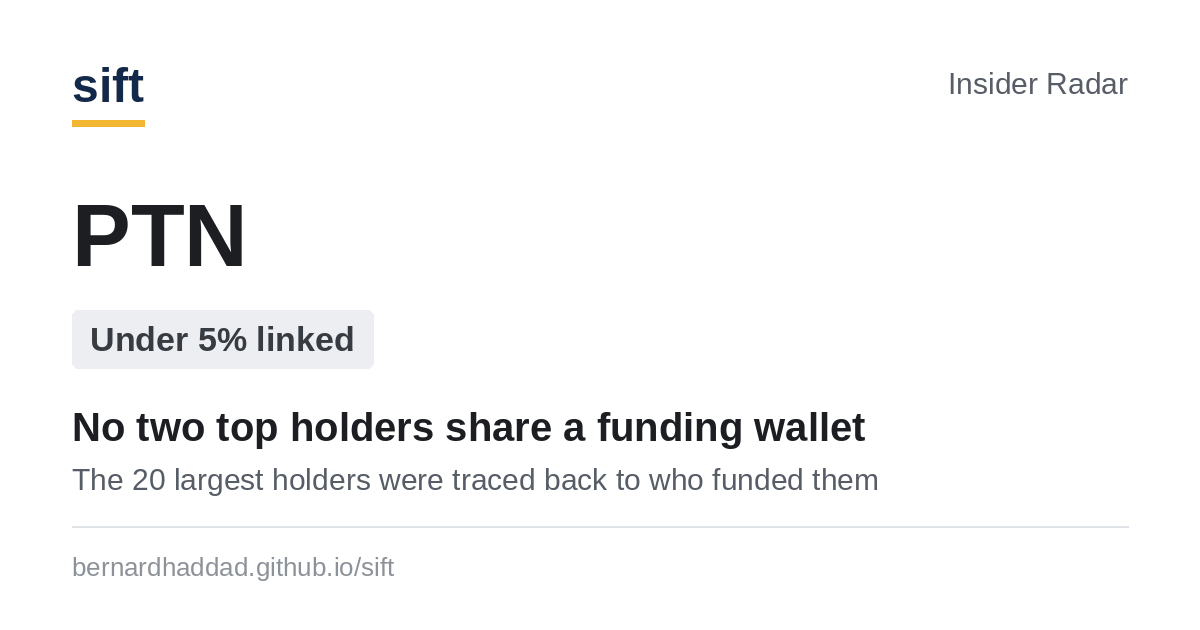 sift
Insider Radar
PTN
Under 5% linked
No two top holders share a funding wallet
The 20 largest holders were traced back to who funded them
bernardhaddad.github.io/sift